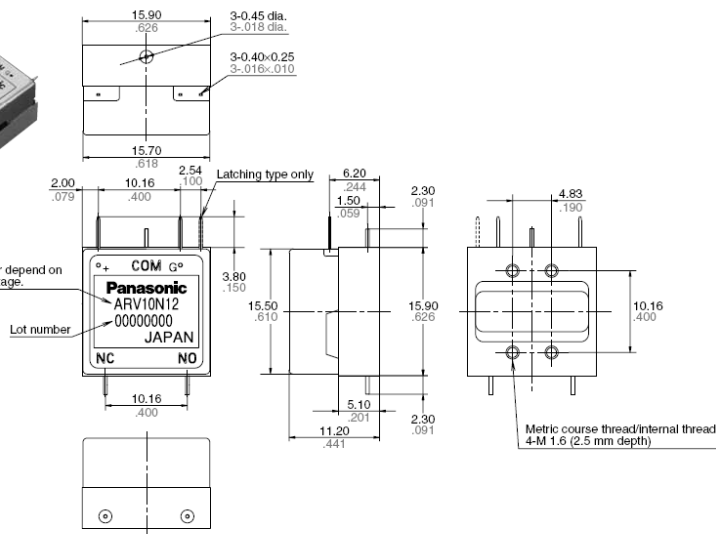 15.90
.626
3-0.45 dia.
3-.018 dia.
3-0.40×0.25
3-.016×.010
15.70
.618
2.00
.079
10.16
.400
2.54
.100
Latching type only
3.80
.150
r depend on
tage.
Lot number
COM G
Panasonic
ARV10N12
00000000
JAPAN
NC NO
10.16
.400
6.20
.244
1.50
.059
2.30
.091
15.50
.610
15.90
.626
5.10
.201
11.20
.441
2.30
.091
4.83
.190
10.16
.400
Metric course thread/internal thread
4-M 1.6 (2.5 mm depth)